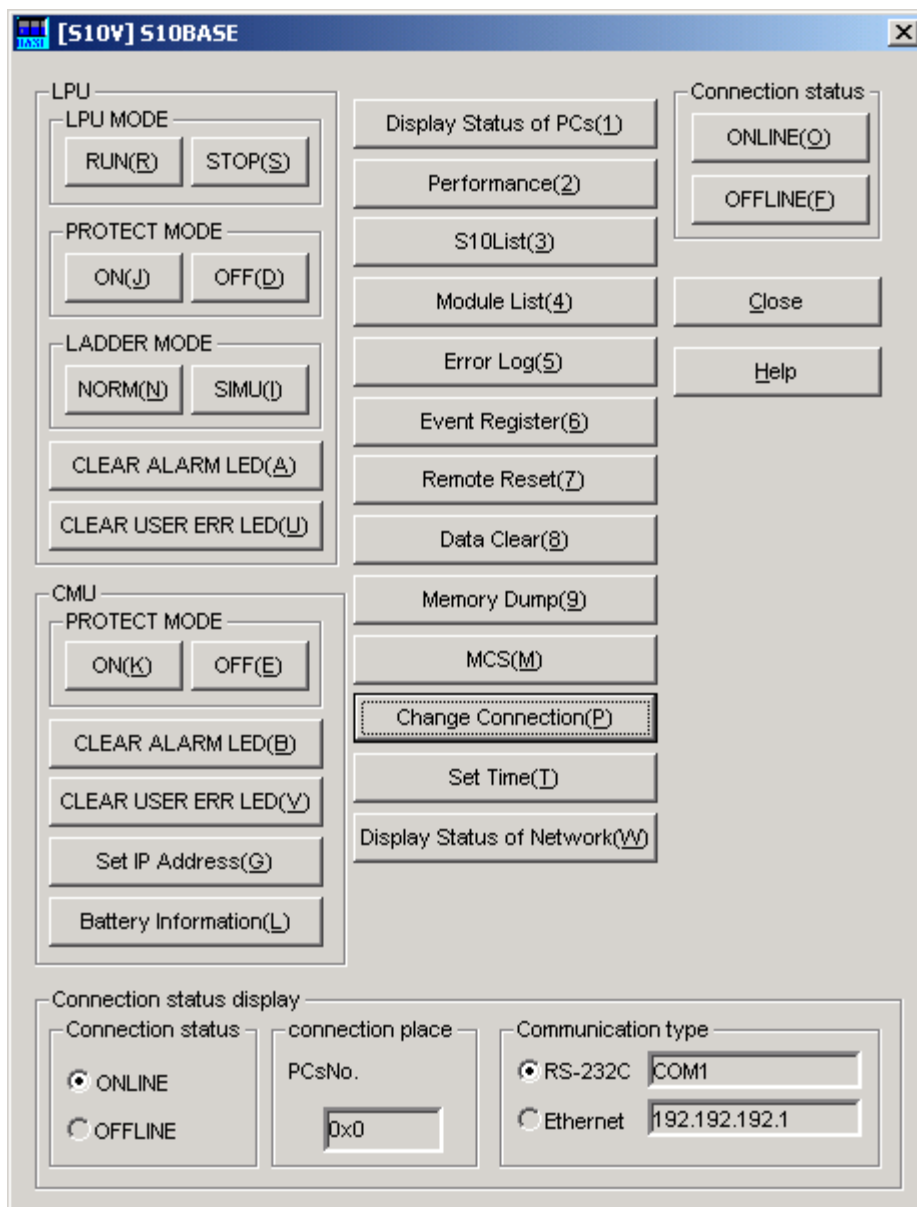 [S10V] S10BASE
LPU
LPU MODE
RUN(R) STOP(S)
PROTECT MODE
ON(J) OFF(D)
LADDER MODE
NORM(N) SIMU(I)
CLEAR ALARM LED(A)
CLEAR USER ERR LED(U)
CMU
PROTECT MODE
ON(K) OFF(E)
CLEAR ALARM LED(B)
CLEAR USER ERR LED(V)
Set IP Address(G)
Battery Information(L)
Display Status of PCs(1)
Performance(2)
S10List(3)
Module List(4)
Error Log(5)
Event Register(6)
Remote Reset(7)
Data Clear(8)
Memory Dump(9)
MCS(M)
Change Connection(P)
Set Time(T)
Display Status of Network(W)
Connection status
ONLINE(O)
OFFLINE(F)
Close
Help
Connection status display
Connection status
ONLINE
OFFLINE
connection place
PCsNo.
0x0
Communication type
RS-232C COM1
Ethernet 192.192.192.1